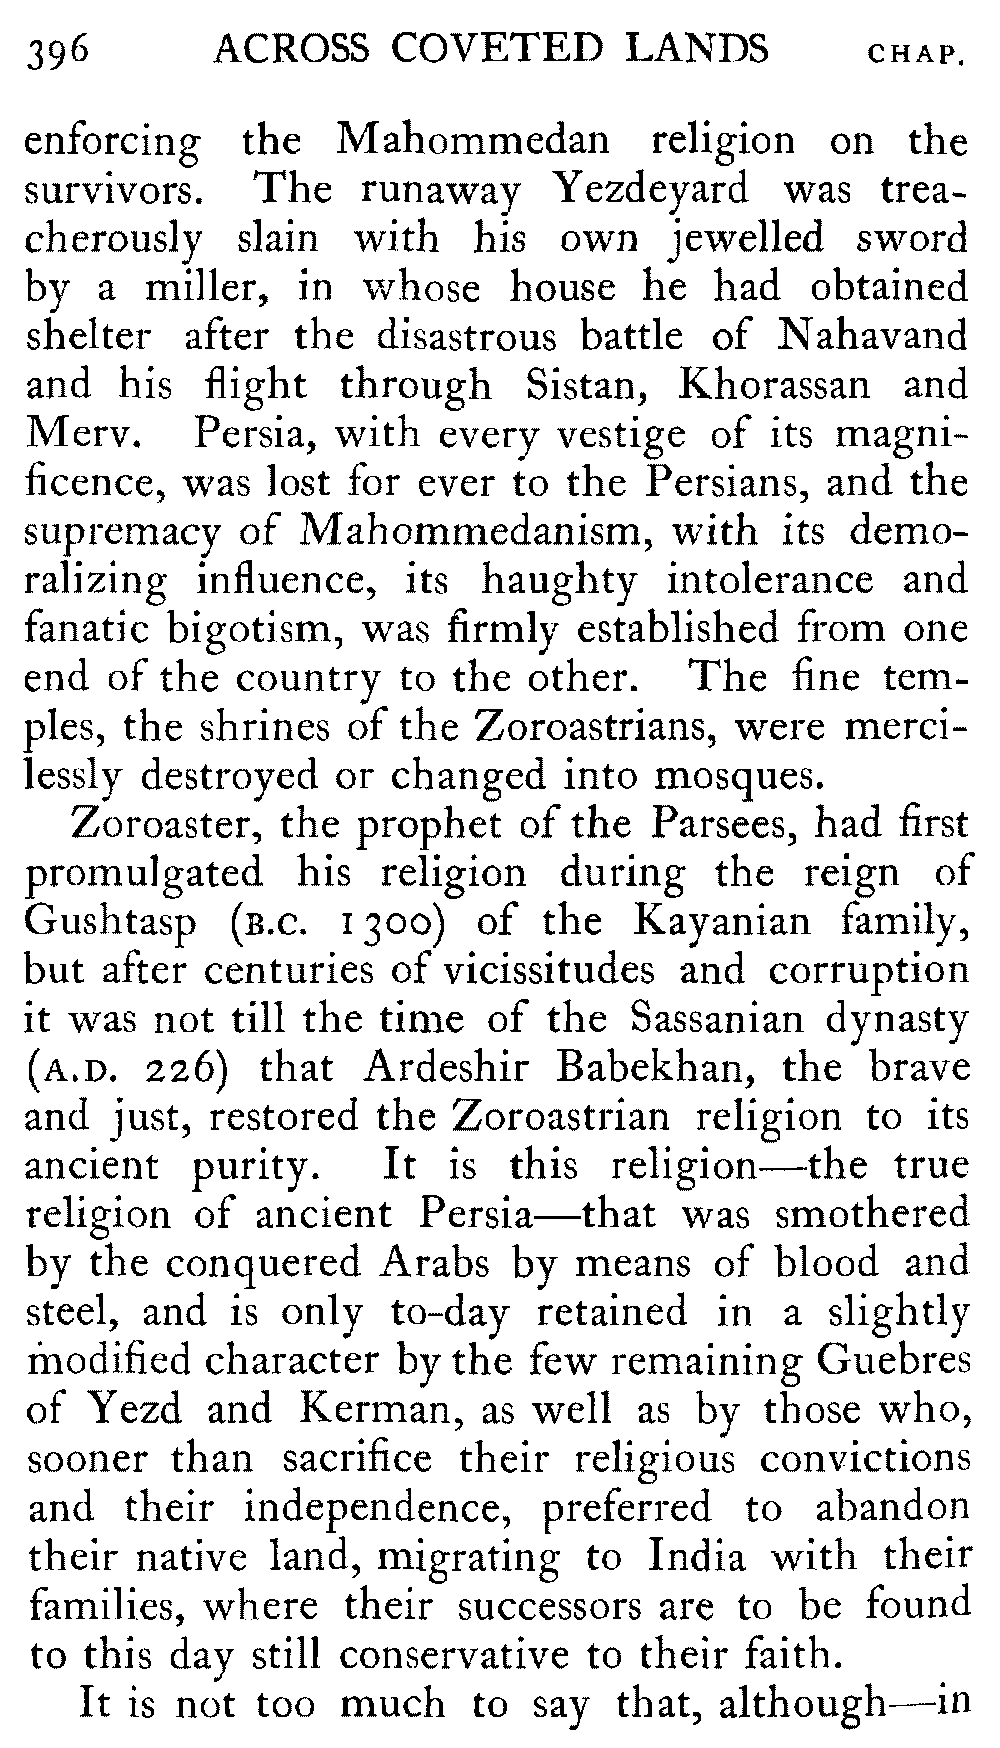 396 ACROSS COVETED LANDS CHAP.
enforcing the Mahommedan religion on the
survivors. The runaway Yezdeyard was trea-
cherously slain with his own jewelled sword
by a miller, in whose house he had obtained
shelter after the disastrous battle of Nahavand
and his flight through Sistan, Khorassan and
Merv. Persia, with every vestige of its magni-
ficence, was lost for ever to the Persians, and the
supremacy of Mahommedanism, with its demo-
ralizing influence, its haughty intolerance and
fanatic bigotism, was firmly established from one
end of the country to the other. The fine tem-
ples, the shrines of the Zoroastrians, were merci-
lessly destroyed or changed into mosques.
Zoroaster, the prophet of the Parsees, had first
promulgated his religion during the reign of
Gushtasp (B.C. 1300) of the Kayanian family,
but after centuries of vicissitudes and corruption
it was not till the time of the Sassanian dynasty
(A.D. 226) that Ardeshir Babekhan, the brave
and just, restored the Zoroastrian religion to its
ancient purity. It is this religion—the true
religion of ancient Persia—that was smothered
by the conquered Arabs by means of blood and
steel, and is only to-day retained in a slightly
modified character by the few remaining Guebres
of Yezd and Kerman, as well as by those who,
sooner than sacrifice their religious convictions
and their independence, preferred to abandon
their native land, migrating to India with their
families, where their successors are to be found
to this day still conservative to their faith.
It is not too much to say that, although—in